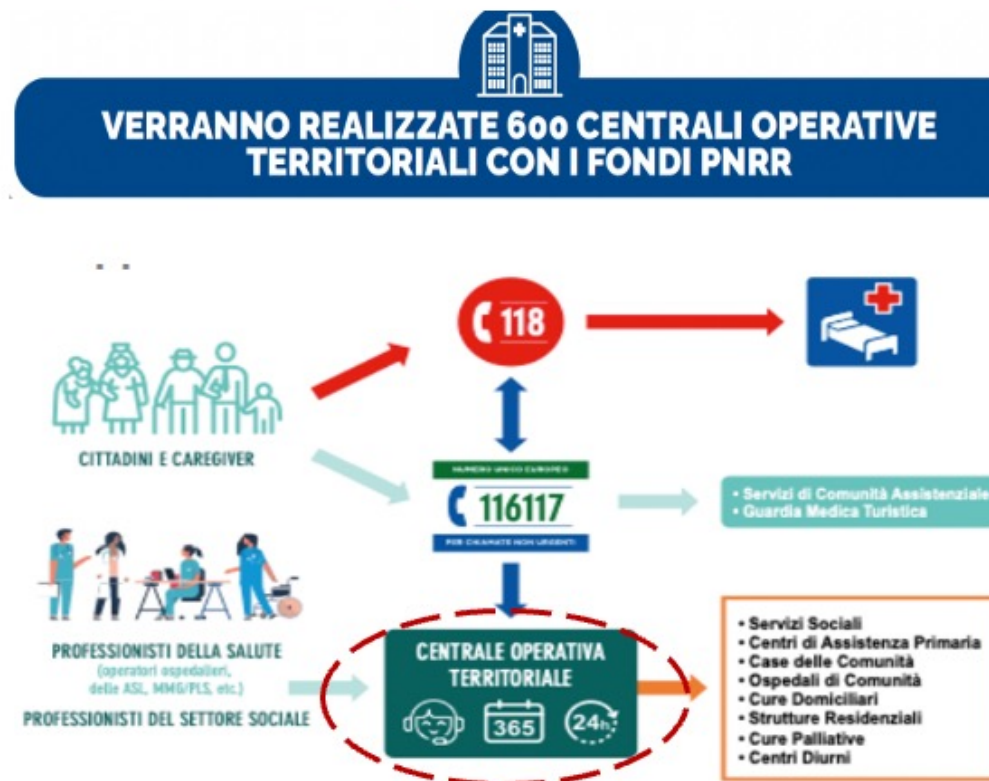 VERRANNO REALIZZATE 600 CENTRALI OPERATIVE
TERRITORIALI CON I FONDI PNRR
118
CITTADINI E CAREGIVER
NUMERO UNICO EUROPEO
116117
PER CHIAMATE NON URGENTI
• Servizi di Comunità Assistenziale
• Guardia Medica Turistica
PROFESSIONISTI DELLA SALUTE
(operatori ospedalieri,
delle ASL, MMG/PLS, etc.)
PROFESSIONISTI DEL SETTORE SOCIALE
CENTRALE OPERATIVA
TERRITORIALE
365
24h
• Servizi Sociali
• Centri di Assistenza Primaria
• Case delle Comunità
• Ospedali di Comunità
• Cure Domiciliari
• Strutture Residenziali
• Cure Palliative
• Centri Diurni